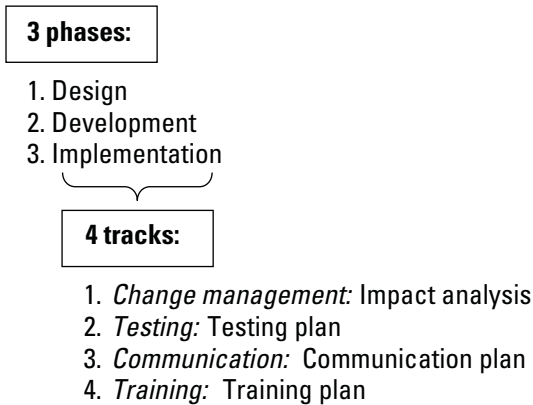 3 phases:
1. Design
2. Development
3. Implementation
4 tracks:
1. Change management: Impact analysis
2. Testing: Testing plan
3. Communication: Communication plan
4. Training: Training plan